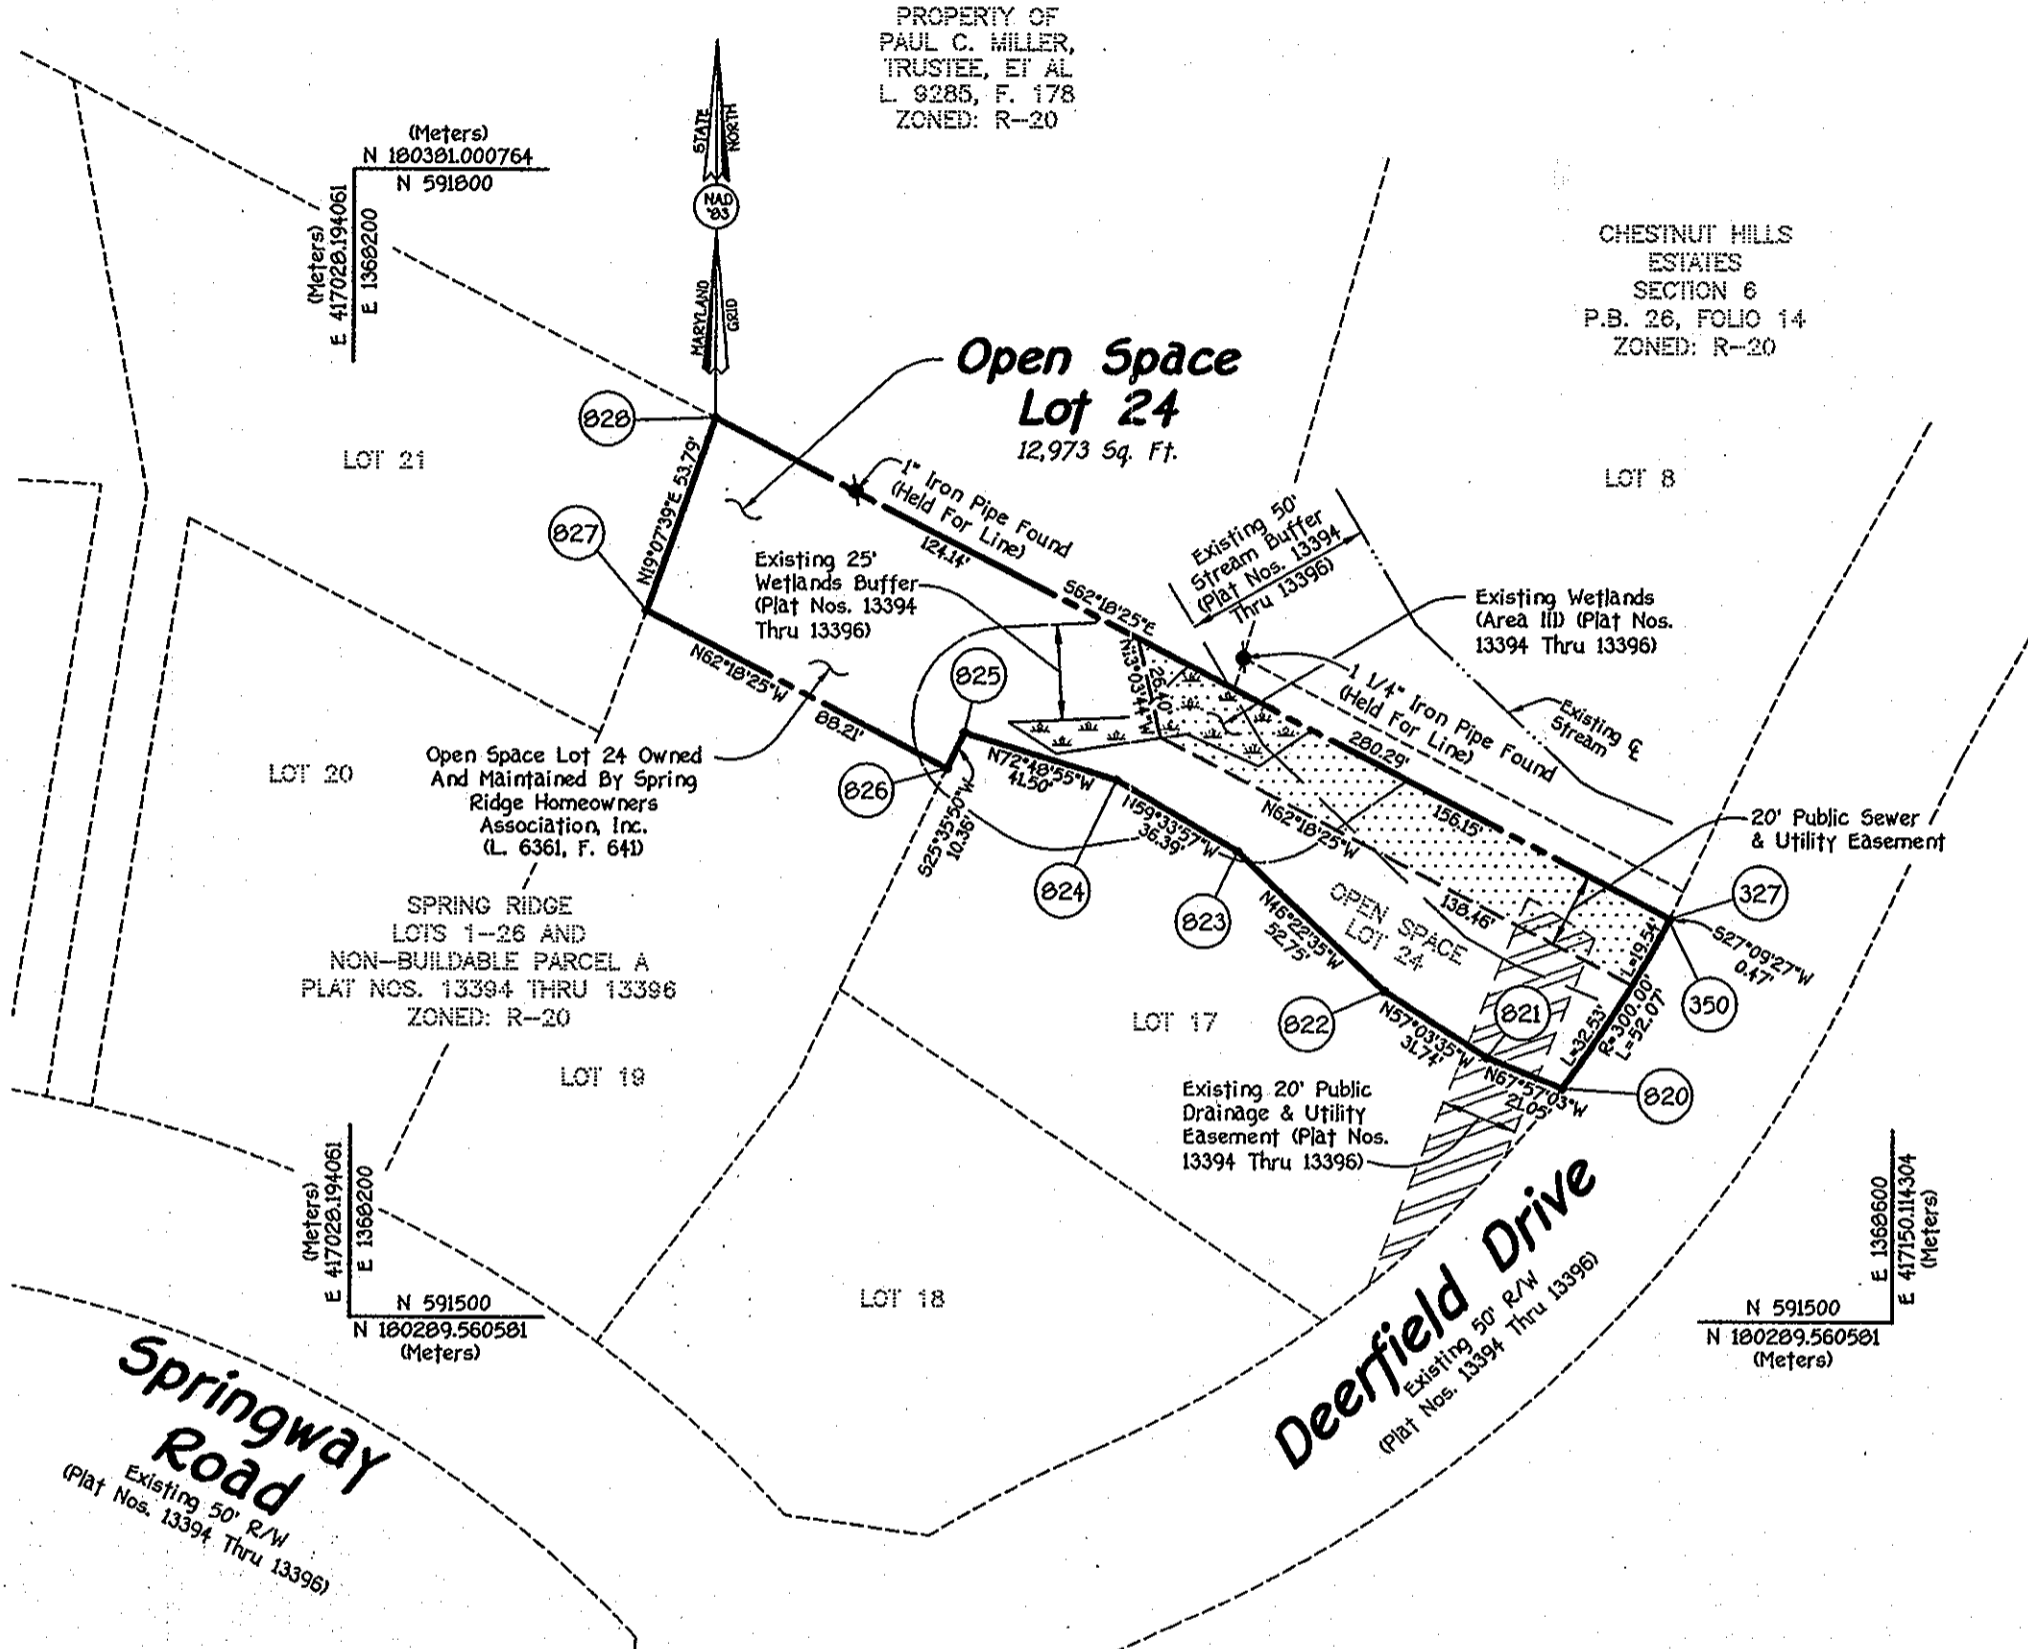 PROPERTY OF
PAUL C. MILLER,
TRUSTEE, ET AL
L. 9285, F. 178
ZONED: R-20
(Meters)
N 180381.000764
N 591800
(Meters)
E 417028.194061
E 1368200
STATE
NORTH
NAD
'83
MARYLAND
GRID
CHESTNUT HILLS
ESTATES
SECTION 6
P.B. 26, FOLIO 14
ZONED: R-20
Open Space
Lot 24
12,973 Sq. Ft.
828
LOT 21
LOT 8
N19°07'39"E 53.79'
827
1" Iron Pipe Found
(Held For Line)
124.14'
S62°18'25"E
Existing 50'
Stream Buffer
(Plat Nos. 13394
Thru 13396)
Existing 25'
Wetlands Buffer
(Plat Nos. 13394
Thru 13396)
Existing Wetlands
(Area III) (Plat Nos.
13394 Thru 13396)
N62°18'25"W
88.21'
825
N13°03'44"W
26.40'
1 1/4" Iron Pipe Found
(Held For Line)
Existing ℄
Stream
280.29'
156.15'
Open Space Lot 24 Owned
And Maintained By Spring
Ridge Homeowners
Association, Inc.
(L. 6361, F. 641)
LOT 20
826
N72°48'55"W
41.50'
S25°35'50"W
10.36'
N59°33'57"W
36.39'
N62°18'25"W
138.46'
20' Public Sewer
& Utility Easement
824
823
327
S27°09'27"W
0.47'
350
SPRING RIDGE
LOTS 1-26 AND
NON-BUILDABLE PARCEL A
PLAT NOS. 13394 THRU 13396
ZONED: R-20
N46°22'35"W
52.75'
OPEN SPACE
LOT 24
L=19.54'
L=32.53'
R=300.00'
L=52.07'
LOT 17
822
821
N57°03'35"W
31.74'
N67°57'03"W
21.05'
820
LOT 19
Existing 20' Public
Drainage & Utility
Easement (Plat Nos.
13394 Thru 13396)
(Meters)
E 417028.194061
E 1368200
N 591500
N 180289.560581
(Meters)
LOT 18
Deerfield Drive
Existing 50' R/W
(Plat Nos. 13394 Thru 13396)
E 1368600
E 417150.114304
(Meters)
N 591500
N 180289.560581
(Meters)
Springway
Road
Existing 50' R/W
(Plat Nos. 13394 Thru 13396)